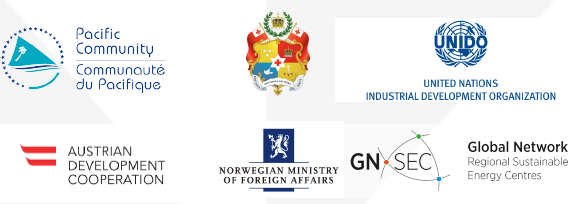 Pacific
Community
Communauté
du Pacifique
UNIDO
UNITED NATIONS
INDUSTRIAL DEVELOPMENT ORGANIZATION
AUSTRIAN
DEVELOPMENT
COOPERATION
NORWEGIAN MINISTRY
OF FOREIGN AFFAIRS
GN SEC
Global Network
Regional Sustainable
Energy Centres